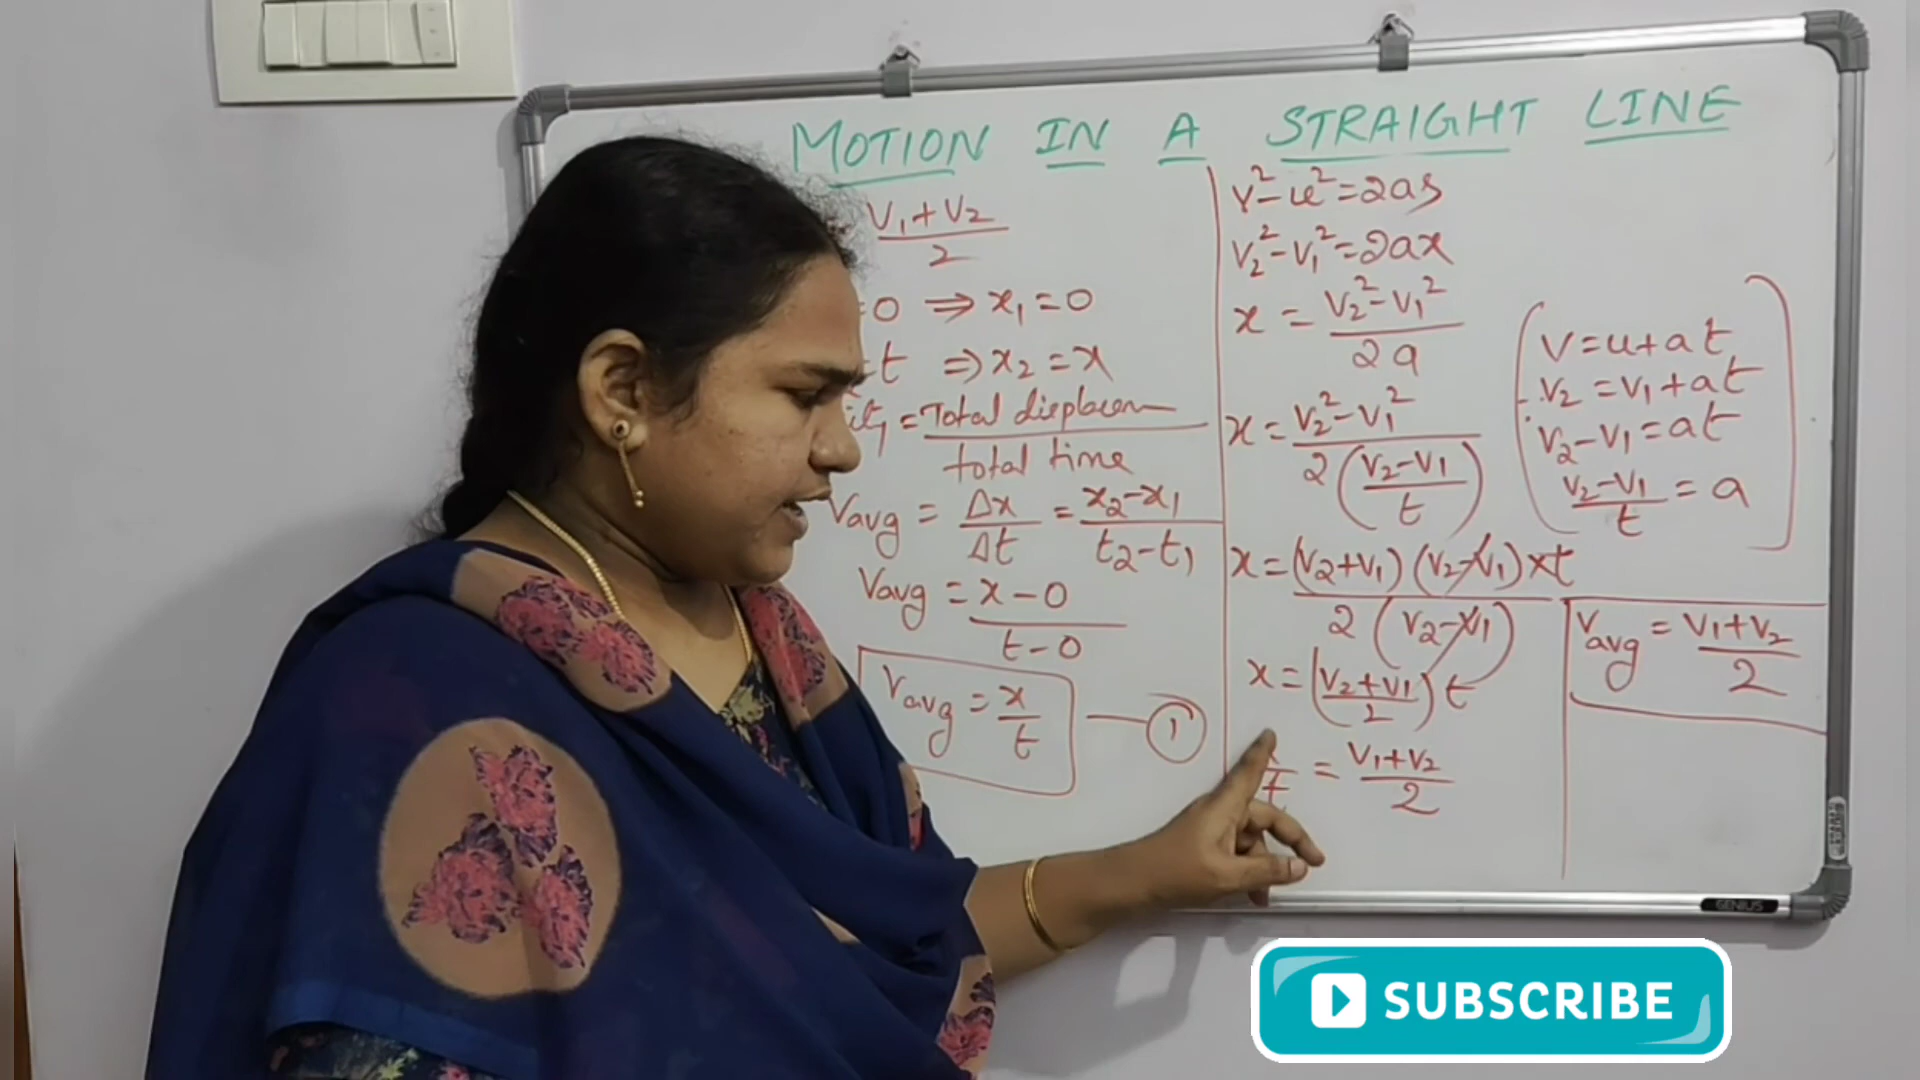 MOTION IN A STRAIGHT LINE
V₁+V₂
2
=0 ⇒ x₁=0
t ⇒ x₂=x
= Total displacem
total time
Vavg = Δx = x₂-x₁
Δt t₂-t₁
Vavg = x-0
t-0
Vavg = x
t
1
v²-u²=2as
V₂²-V₁²=2ax
x = V₂²-V₁²
2a
x = V₂²-V₁²
2(V₂-V₁
t)
x=(V₂+V₁)(V₂-V₁)×t
2(V₂-V₁)
x=(V₂+V₁
2)t
t = V₁+V₂
2
V=u+at
V₂=V₁+at
V₂-V₁=at
V₂-V₁ = a
t
Vavg = V₁+V₂
2
GENIUS
SUBSCRIBE